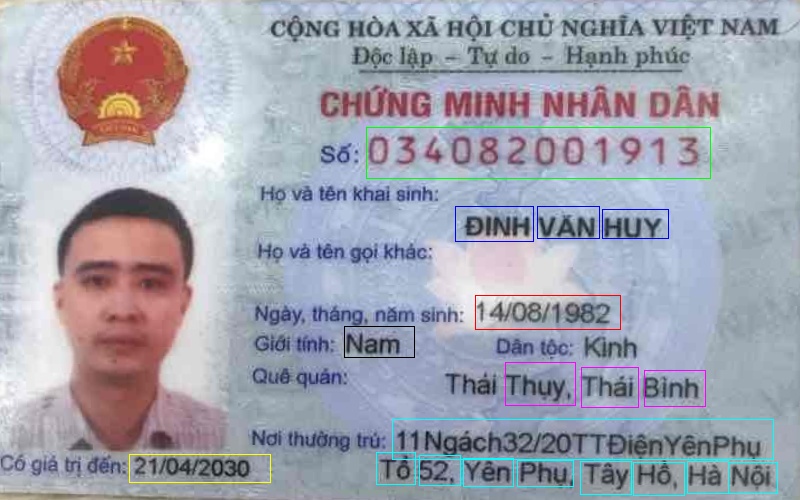 CỘNG HÒA XÃ HỘI CHỦ NGHĨA VIỆT NAM
Độc lập – Tự do – Hạnh phúc
CHỨNG MINH NHÂN DÂN
Số: 034082001913
Họ và tên khai sinh:
ĐINH VĂN HUY
Họ và tên gọi khác:
Ngày, tháng, năm sinh: 14/08/1982
Giới tính: Nam Dân tộc: Kinh
Quê quán: Thái Thụy, Thái Bình
Nơi thường trú: 11Ngách32/20TTĐiệnYênPhụ
Có giá trị đến: 21/04/2030 Tổ 52, Yên Phụ, Tây Hồ, Hà Nội